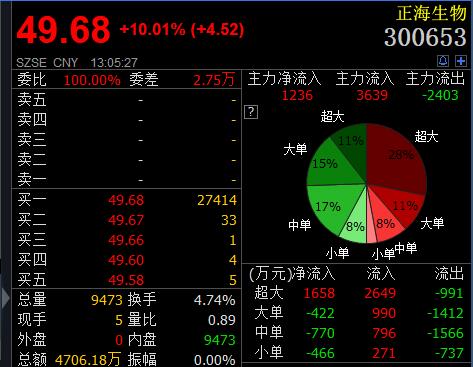 正海生物
49.68 +10.01% (+4.52) 300653
SZSE CNY 13:05:27
委比 100.00% 委差 2.75万
卖五 - -
卖四 - -
卖三 - -
卖二 - -
卖一 - -
买一 49.68 27414
买二 49.67 33
买三 49.66 1
买四 49.60 4
买五 49.58 5
总量 9473 换手 4.74%
现手 5 量比 0.89
外盘 0 内盘 9473
总额 4706.18万 振幅 0.00%
主力净流入 主力流入 主力流出
1236 3639 -2403
?
超大 超大
11% 28%
大单 15%
17% 11%
中单 大单
8% 8%
小单 小单 中单
(万元) 净流入 流入 流出
超大 1658 2649 -991
大单 -422 990 -1412
中单 -770 796 -1566
小单 -466 271 -737